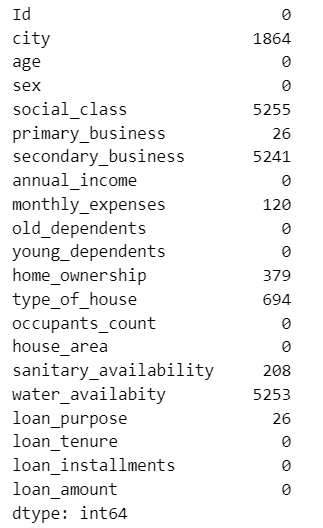 Id 0
city 1864
age 0
sex 0
social_class 5255
primary_business 26
secondary_business 5241
annual_income 0
monthly_expenses 120
old_dependents 0
young_dependents 0
home_ownership 379
type_of_house 694
occupants_count 0
house_area 0
sanitary_availability 208
water_availabity 5253
loan_purpose 26
loan_tenure 0
loan_installments 0
loan_amount 0
dtype: int64